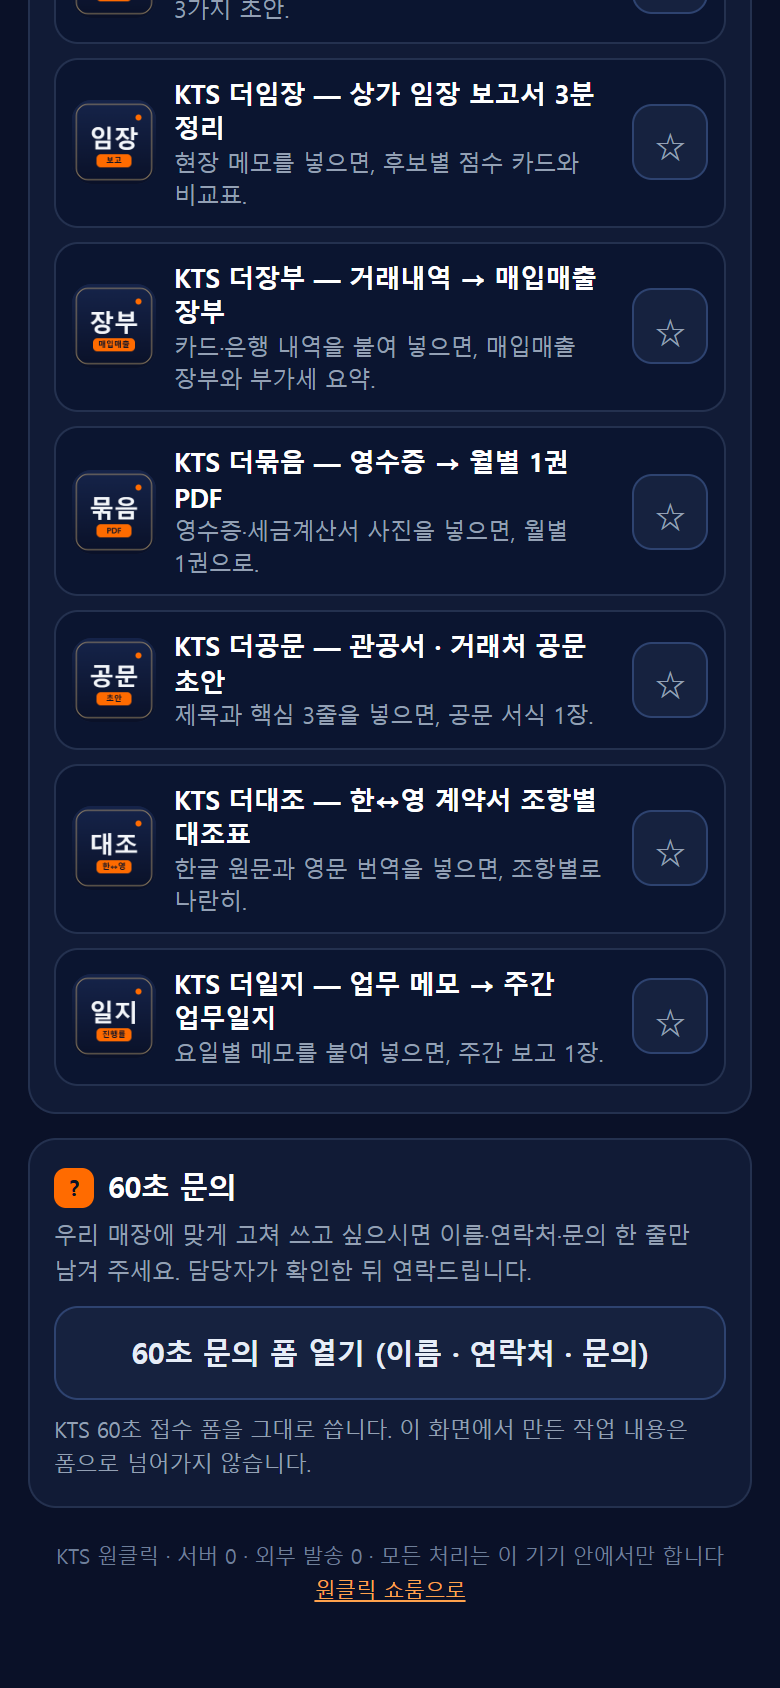 3가지 초안.
임장
보고
KTS 더임장 — 상가 임장 보고서 3분
정리
현장 메모를 넣으면, 후보별 점수 카드와
비교표.
☆
장부
매입매출
KTS 더장부 — 거래내역 → 매입매출
장부
카드·은행 내역을 붙여 넣으면, 매입매출
장부와 부가세 요약.
☆
묶음
PDF
KTS 더묶음 — 영수증 → 월별 1권
PDF
영수증·세금계산서 사진을 넣으면, 월별
1권으로.
☆
공문
초안
KTS 더공문 — 관공서 · 거래처 공문
초안
제목과 핵심 3줄을 넣으면, 공문 서식 1장.
☆
대조
한↔영
KTS 더대조 — 한↔영 계약서 조항별
대조표
한글 원문과 영문 번역을 넣으면, 조항별로
나란히.
☆
일지
진행률
KTS 더일지 — 업무 메모 → 주간
업무일지
요일별 메모를 붙여 넣으면, 주간 보고 1장.
☆
? 60초 문의
우리 매장에 맞게 고쳐 쓰고 싶으시면 이름·연락처·문의 한 줄만
남겨 주세요. 담당자가 확인한 뒤 연락드립니다.
60초 문의 폼 열기 (이름 · 연락처 · 문의)
KTS 60초 접수 폼을 그대로 씁니다. 이 화면에서 만든 작업 내용은
폼으로 넘어가지 않습니다.
KTS 원클릭 · 서버 0 · 외부 발송 0 · 모든 처리는 이 기기 안에서만 합니다
원클릭 쇼룸으로